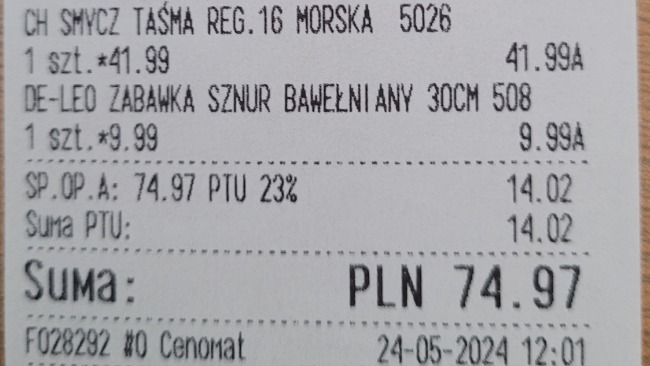 CH SMYCZ TAŚMA REG.16 MORSKA 5026
1 szt.*41.99 41.99A
DE-LEO ZABAWKA SZNUR BAWEŁNIANY 30CM 508
1 szt.*9.99 9.99A
SP.OP.A: 74.97 PTU 23% 14.02
Suma PTU: 14.02
Suma: PLN 74.97
F028292 #0 Cenomat 24-05-2024 12:01